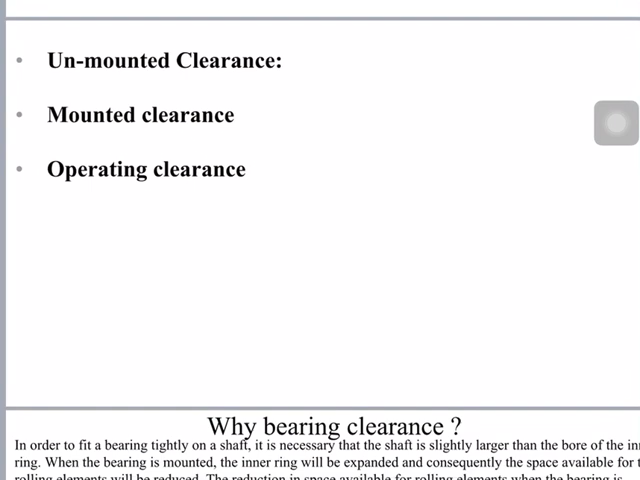 Un-mounted Clearance:
Mounted clearance
Operating clearance
Why bearing clearance ?
In order to fit a bearing tightly on a shaft, it is necessary that the shaft is slightly larger than the bore of the
ring. When the bearing is mounted, the inner ring will be expanded and consequently the space available for
rolling elements will be reduced. The reduction in space available for rolling elements when the bearing is